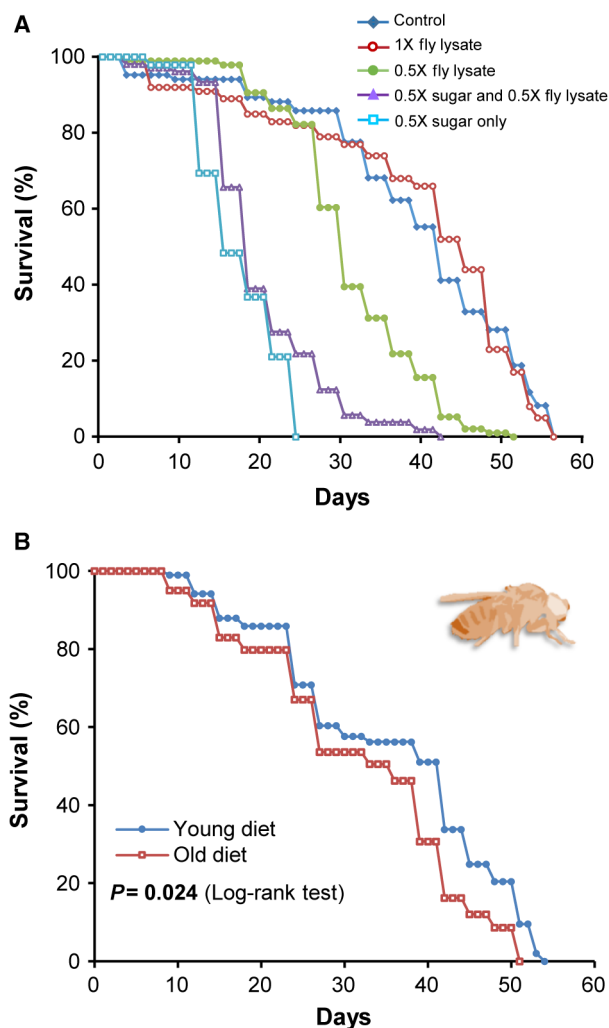 A
Control
1X fly lysate
0.5X fly lysate
0.5X sugar and 0.5X fly lysate
0.5X sugar only
Survival (%)
100
80
60
40
20
0
0 10 20 30 40 50 60
Days
B
Survival (%)
100
80
60
40
20
0
Young diet
Old diet
P= 0.024 (Log-rank test)
0 10 20 30 40 50 60
Days